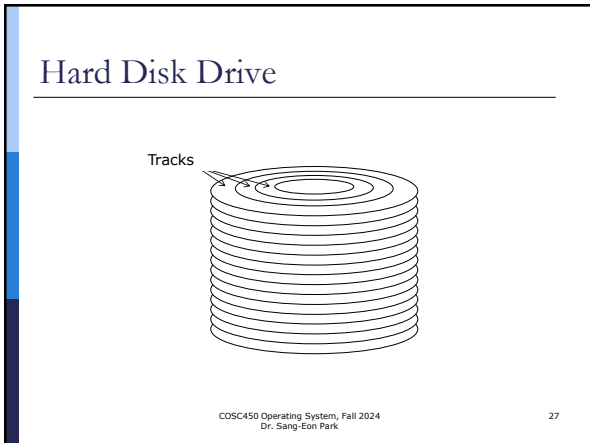 Hard Disk Drive
Tracks
COSC450 Operating System, Fall 2024
Dr. Sang-Eon Park
27